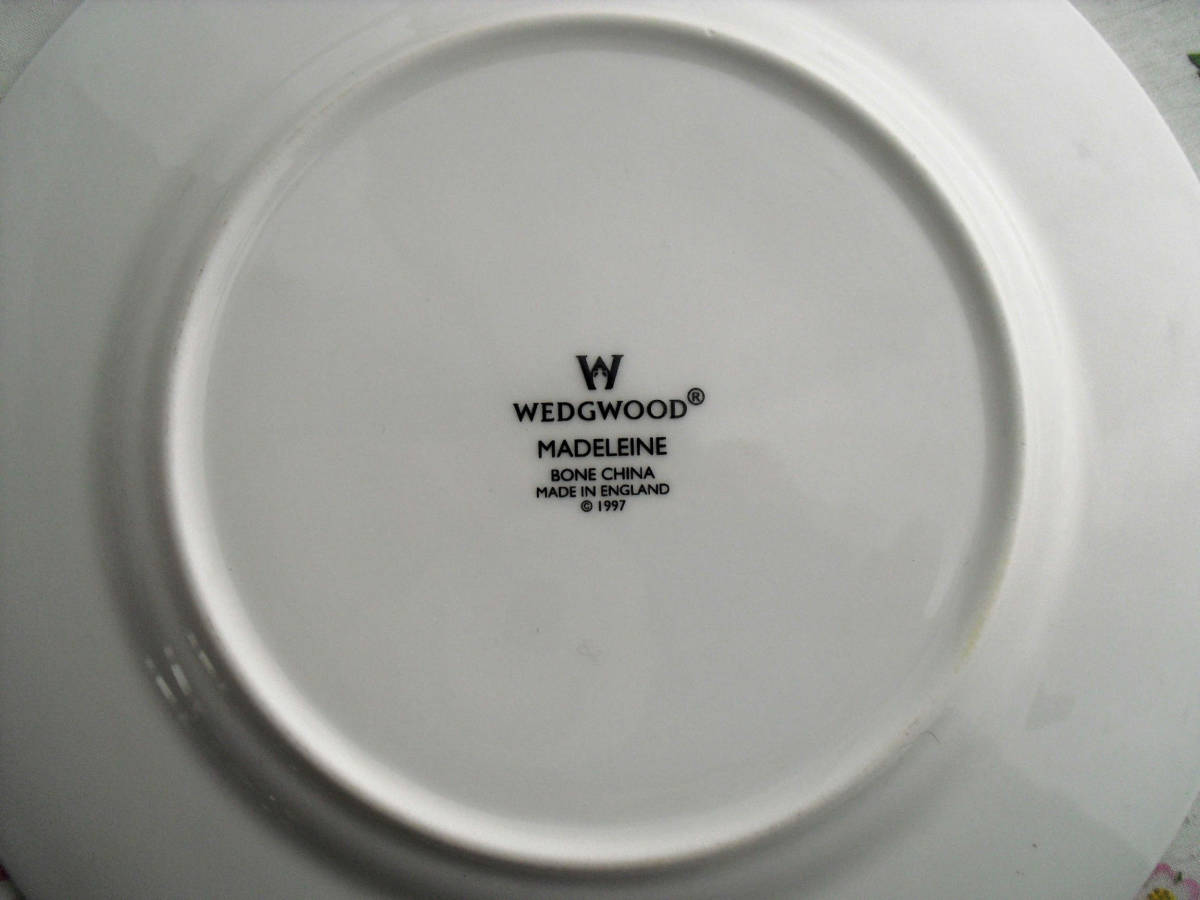 W
WEDGWOOD®
MADELEINE
BONE CHINA
MADE IN ENGLAND
© 1997